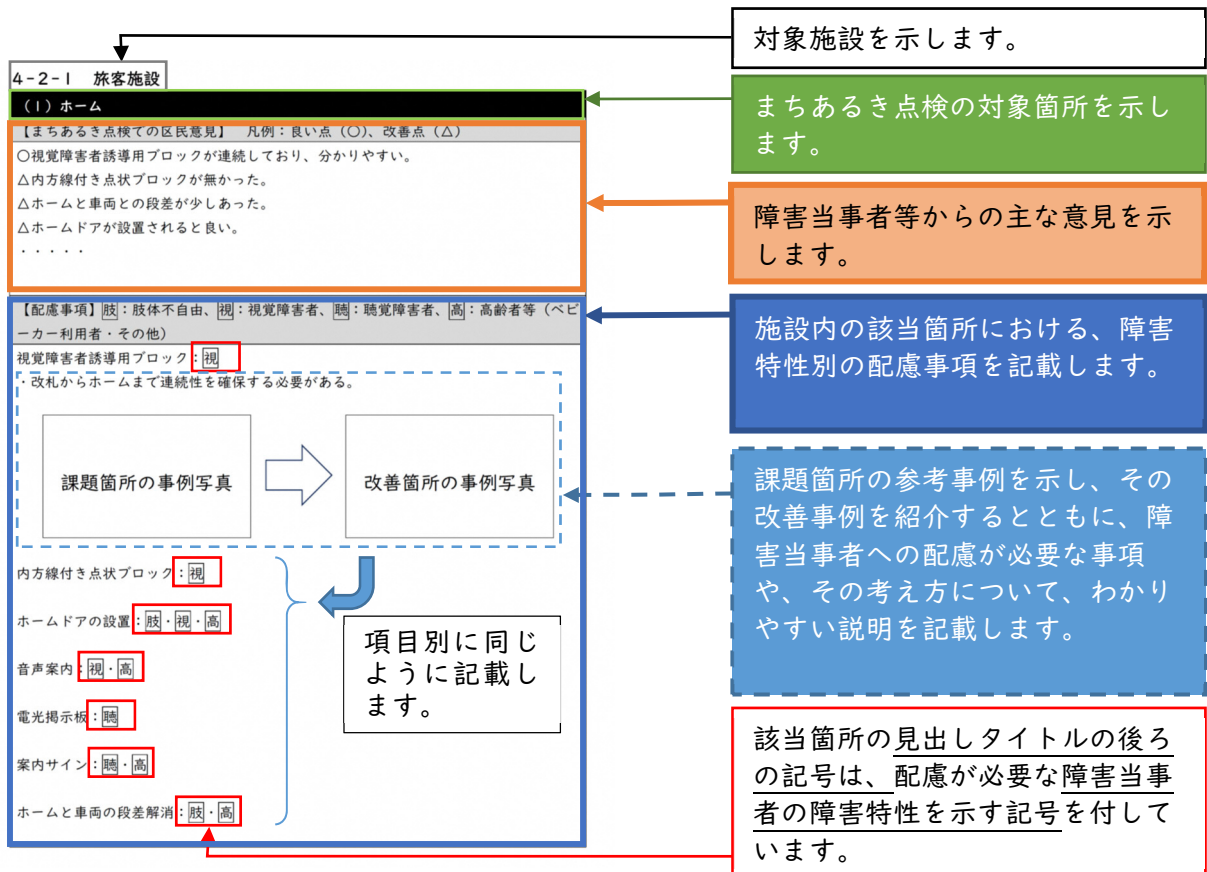 対象施設を示します。
4-2-1 旅客施設
(1)ホーム
まちあるき点検の対象箇所を示し
ます。
【まちあるき点検での区民意見】 凡例:良い点(○)、改善点(△)
○視覚障害者誘導用ブロックが連続しており、分かりやすい。
△内方線付き点状ブロックが無かった。
△ホームと車両との段差が少しあった。
△ホームドアが設置されると良い。
・・・・・
障害当事者等からの主な意見を示
します。
【配慮事項】肢:肢体不自由、視:視覚障害者、聴:聴覚障害者、高:高齢者等(ベビ
ーカー利用者・その他)
施設内の該当箇所における、障害
特性別の配慮事項を記載します。
視覚障害者誘導用ブロック:視
・改札からホームまで連続性を確保する必要がある。
課題箇所の事例写真
改善箇所の事例写真
課題箇所の参考事例を示し、その
改善事例を紹介するとともに、障
害当事者への配慮が必要な事項
や、その考え方について、わかり
やすい説明を記載します。
内方線付き点状ブロック:視
ホームドアの設置:肢・視・高
音声案内:視・高
電光掲示板:聴
案内サイン:聴・高
ホームと車両の段差解消:肢・高
項目別に同じ
ように記載し
ます。
該当箇所の見出しタイトルの後ろ
の記号は、配慮が必要な障害当事
者の障害特性を示す記号を付して
います。